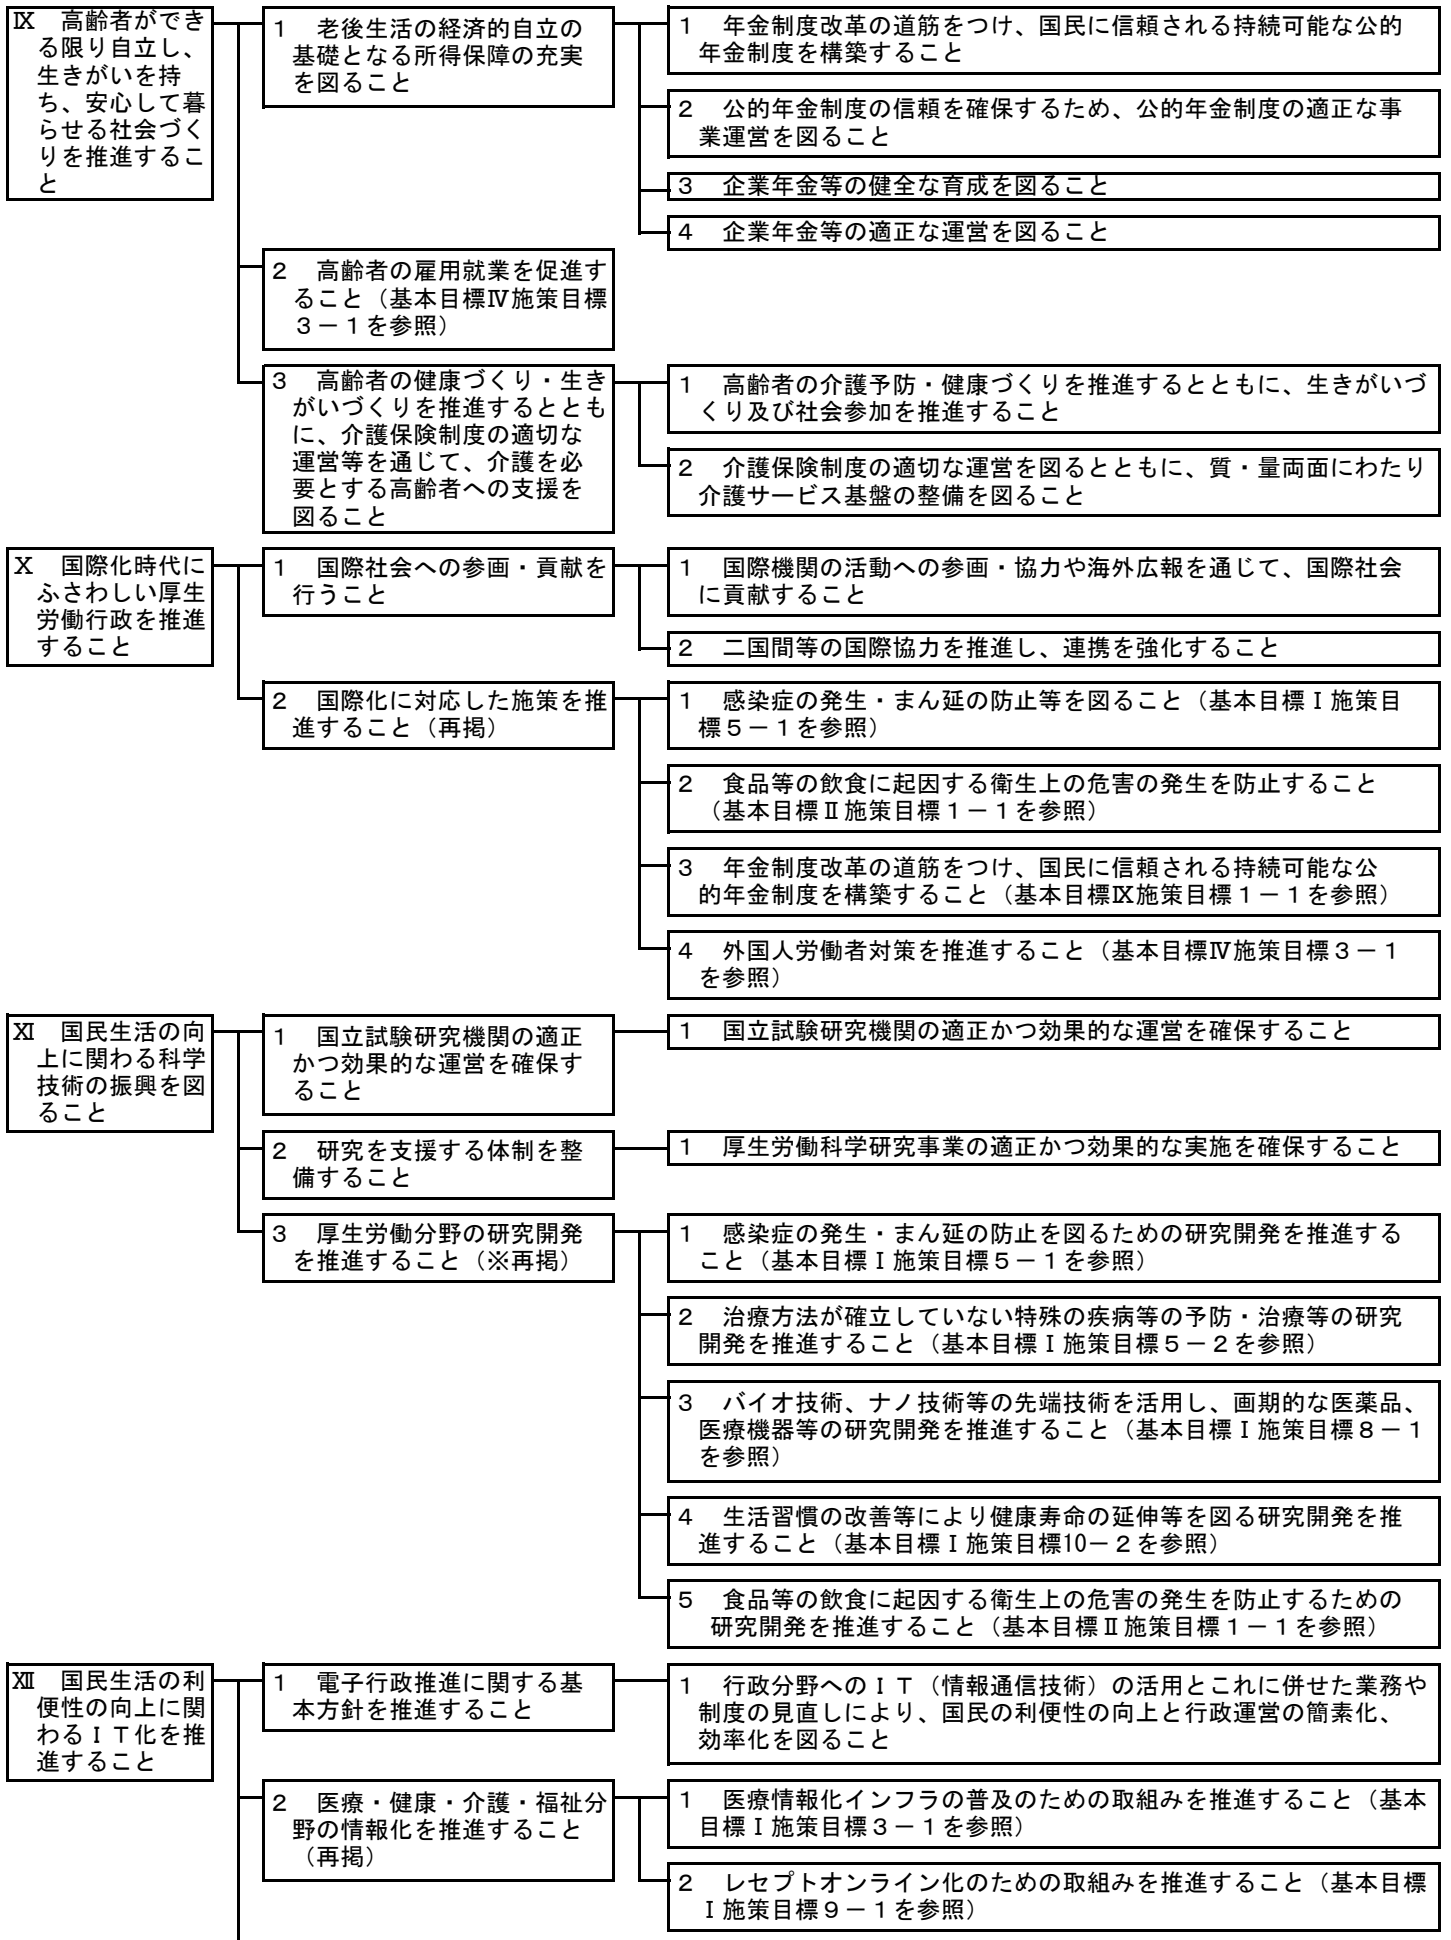 Ⅸ　高齢者ができ
る限り自立し、
生きがいを持
ち、安心して暮
らせる社会づく
りを推進するこ
と
1　老後生活の経済的自立の
基礎となる所得保障の充実
を図ること
1　年金制度改革の道筋をつけ、国民に信頼される持続可能な公的
年金制度を構築すること
2　公的年金制度の信頼を確保するため、公的年金制度の適正な事
業運営を図ること
3　企業年金等の健全な育成を図ること
4　企業年金等の適正な運営を図ること
2　高齢者の雇用就業を促進す
ること（基本目標Ⅳ施策目標
３－１を参照）
3　高齢者の健康づくり・生き
がいづくりを推進するととも
に、介護保険制度の適切な
運営等を通じて、介護を必
要とする高齢者への支援を
図ること
1　高齢者の介護予防・健康づくりを推進するとともに、生きがいづ
くり及び社会参加を推進すること
2　介護保険制度の適切な運営を図るとともに、質・量両面にわたり
介護サービス基盤の整備を図ること
Ⅹ　国際化時代に
ふさわしい厚生
労働行政を推進
すること
1　国際社会への参画・貢献を
行うこと
1　国際機関の活動への参画・協力や海外広報を通じて、国際社会
に貢献すること
2　二国間等の国際協力を推進し、連携を強化すること
2　国際化に対応した施策を推
進すること（再掲）
1　感染症の発生・まん延の防止等を図ること（基本目標Ⅰ施策目
標５－１を参照）
2　食品等の飲食に起因する衛生上の危害の発生を防止すること
（基本目標Ⅱ施策目標１－１を参照）
3　年金制度改革の道筋をつけ、国民に信頼される持続可能な公
的年金制度を構築すること（基本目標Ⅸ施策目標１－１を参照）
4　外国人労働者対策を推進すること（基本目標Ⅳ施策目標３－１
を参照）
Ⅺ　国民生活の向
上に関わる科学
技術の振興を図
ること
1　国立試験研究機関の適正
かつ効果的な運営を確保す
ること
1　国立試験研究機関の適正かつ効果的な運営を確保すること
2　研究を支援する体制を整
備すること
1　厚生労働科学研究事業の適正かつ効果的な実施を確保すること
3　厚生労働分野の研究開発
を推進すること（※再掲）
1　感染症の発生・まん延の防止を図るための研究開発を推進する
こと（基本目標Ⅰ施策目標５－１を参照）
2　治療方法が確立していない特殊の疾病等の予防・治療等の研究
開発を推進すること（基本目標Ⅰ施策目標５－２を参照）
3　バイオ技術、ナノ技術等の先端技術を活用し、画期的な医薬品、
医療機器等の研究開発を推進すること（基本目標Ⅰ施策目標８－１
を参照）
4　生活習慣の改善等により健康寿命の延伸等を図る研究開発を推
進すること（基本目標Ⅰ施策目標10－２を参照）
5　食品等の飲食に起因する衛生上の危害の発生を防止するための
研究開発を推進すること（基本目標Ⅱ施策目標１－１を参照）
Ⅻ　国民生活の利
便性の向上に関
わるＩＴ化を推
進すること
1　電子行政推進に関する基
本方針を推進すること
1　行政分野へのＩＴ（情報通信技術）の活用とこれに併せた業務や
制度の見直しにより、国民の利便性の向上と行政運営の簡素化、
効率化を図ること
2　医療・健康・介護・福祉分
野の情報化を推進すること
（再掲）
1　医療情報化インフラの普及のための取組みを推進すること（基本
目標Ⅰ施策目標３－１を参照）
2　レセプトオンライン化のための取組みを推進すること（基本目標
Ⅰ施策目標９－１を参照）